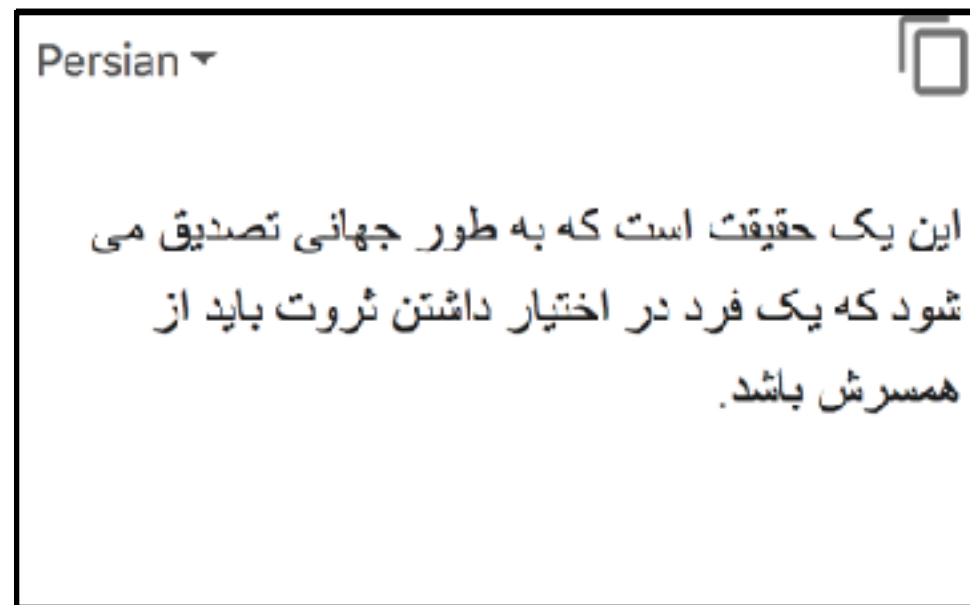 Persian
این یک حقیقت است که به طور جهانی تصدیق می
شود که یک فرد در اختیار داشتن ثروت باید از
همسرش باشد.